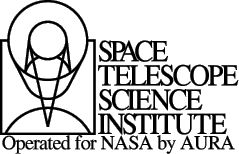 SPACE
TELESCOPE
SCIENCE
INSTITUTE
Operated for NASA by AURA